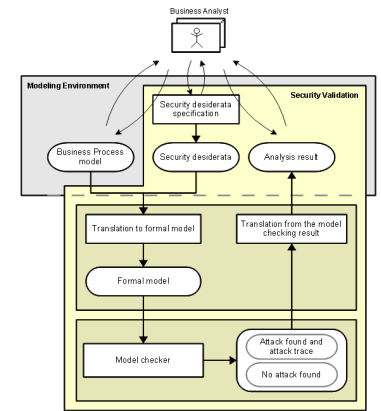 Business Analyst
Modeling Environment
Security Validation
Security desiderata
specification
Business Process
model
Security desiderata
Analysis result
Translation to formal model
Translation from the model
checking result
Formal model
Model checker
Attack found and
attack trace
No attack found